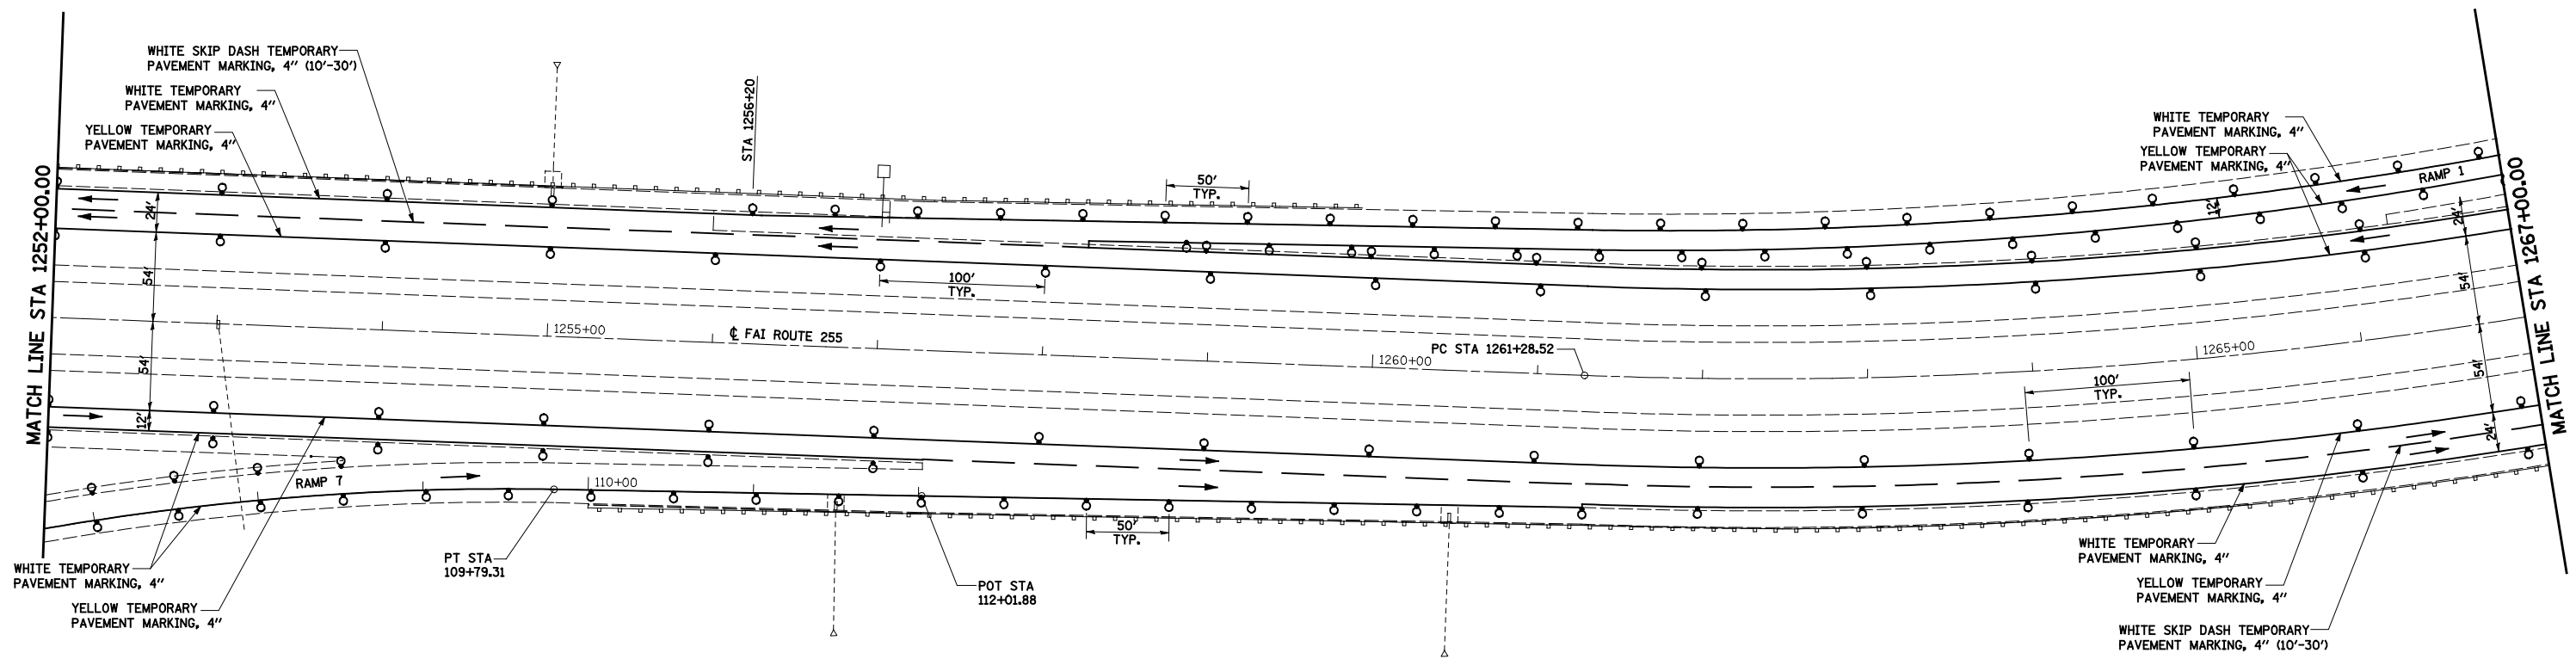 WHITE SKIP DASH TEMPORARY
PAVEMENT MARKING, 4" (10'-30')
WHITE TEMPORARY
PAVEMENT MARKING, 4"
YELLOW TEMPORARY
PAVEMENT MARKING, 4"
MATCH LINE STA 1252+00.00
24'
54'
54'
12'
STA 1256+20
50'
TYP.
100'
TYP.
1255+00
℄ FAI ROUTE 255
1260+00
PC STA 1261+28.52
1265+00
100'
TYP.
WHITE TEMPORARY
PAVEMENT MARKING, 4"
YELLOW TEMPORARY
PAVEMENT MARKING, 4"
RAMP 1
12'
24'
54'
54'
24'
MATCH LINE STA 1267+00.00
RAMP 7
110+00
PT STA
109+79.31
POT STA
112+01.88
50'
TYP.
WHITE TEMPORARY
PAVEMENT MARKING, 4"
YELLOW TEMPORARY
PAVEMENT MARKING, 4"
WHITE TEMPORARY
PAVEMENT MARKING, 4"
YELLOW TEMPORARY
PAVEMENT MARKING, 4"
WHITE SKIP DASH TEMPORARY
PAVEMENT MARKING, 4" (10'-30')